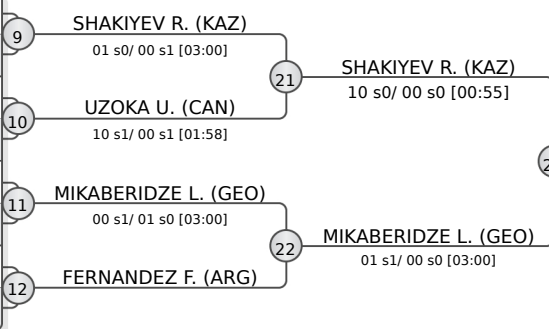 SHAKIYEV R. (KAZ)
9
01 s0/ 00 s1 [03:00]
SHAKIYEV R. (KAZ)
21
10 s0/ 00 s0 [00:55]
UZOKA U. (CAN)
10
10 s1/ 00 s1 [01:58]
MIKABERIDZE L. (GEO)
11
00 s1/ 01 s0 [03:00]
MIKABERIDZE L. (GEO)
22
01 s1/ 00 s0 [03:00]
FERNANDEZ F. (ARG)
12